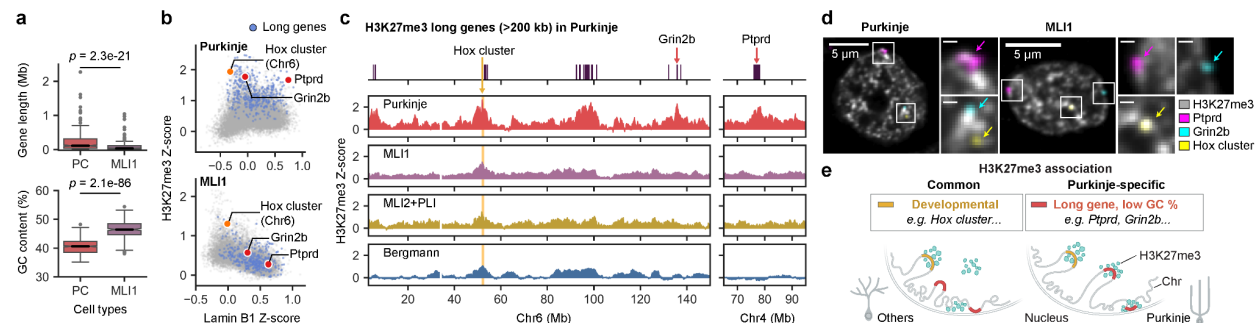 a
p = 2.3e-21
Gene length (Mb)
2
1
0
PC
MLI1
p = 2.1e-86
GC content (%)
60
50
40
30
PC
MLI1
Cell types
b
Long genes
Purkinje
Hox cluster
(Chr6)
Ptprd
Grin2b
2
1
0
−0.5
0.0
0.5
H3K27me3 Z-score
MLI1
Hox cluster
(Chr6)
Grin2b
Ptprd
2
1
0
−0.5
0.0
0.5
1.0
Lamin B1 Z-score
c
H3K27me3 long genes (>200 kb) in Purkinje
Hox cluster
Grin2b
Ptprd
H3K27me3 Z-score
Purkinje
2
0
MLI1
2
0
MLI2+PLI
2
0
Bergmann
2
0
20
40
60
80
100
120
140
70
80
90
Chr6 (Mb)
Chr4 (Mb)
d
Purkinje
MLI1
5 μm
5 μm
H3K27me3
Ptprd
Grin2b
Hox cluster
e
H3K27me3 association
Common
Purkinje-specific
Developmental
e.g. Hox cluster...
Long gene, low GC %
e.g. Ptprd, Grin2b...
H3K27me3
Chr
Others
Nucleus
Purkinje